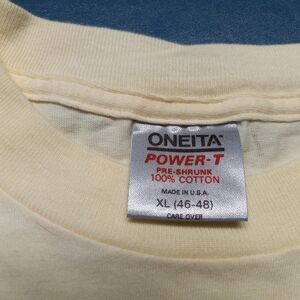 ONEITA
POWER-T
PRE-SHRUNK
100% COTTON
MADE IN U.S.A.
XL (46-48)
CARE OVER